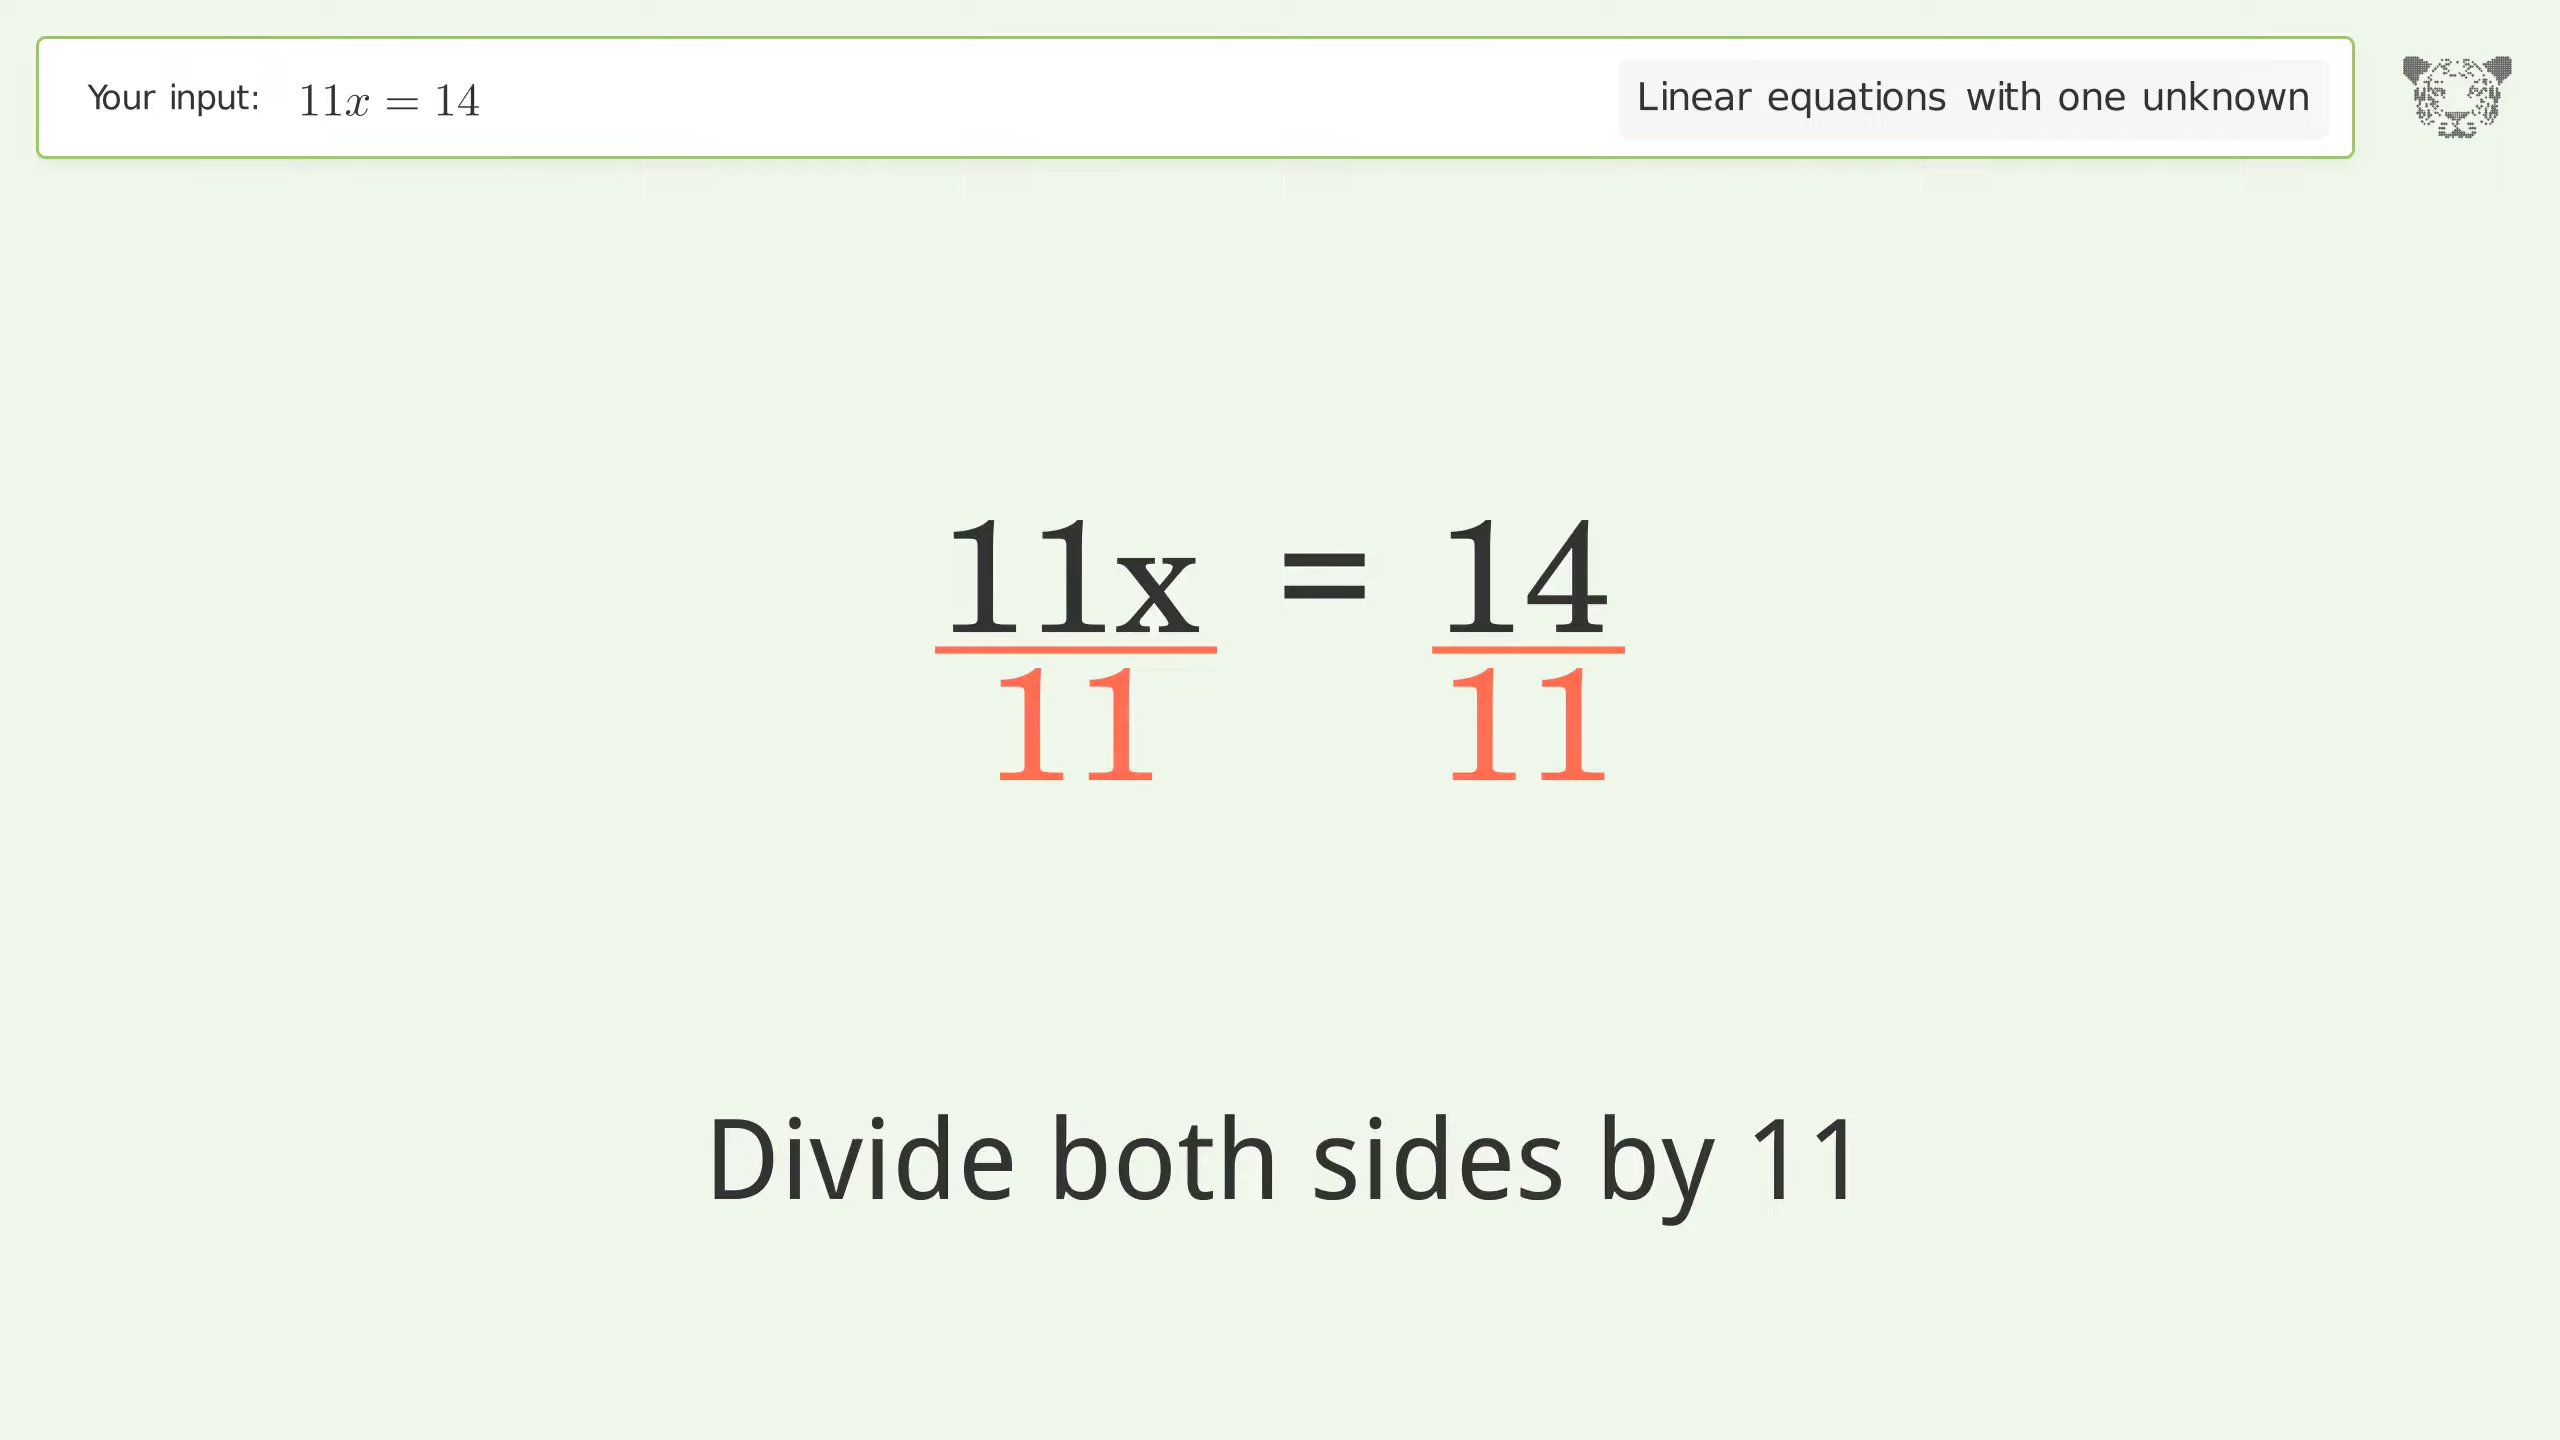 Your input: 11x = 14
Linear equations with one unknown
11x = 14
11 11
Divide both sides by 11